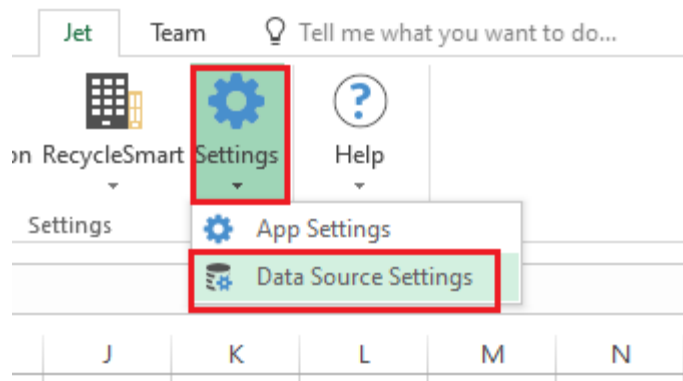 Jet Team Tell me what you want to do...
on RecycleSmart Settings Help
Settings
App Settings
Data Source Settings
J K L M N